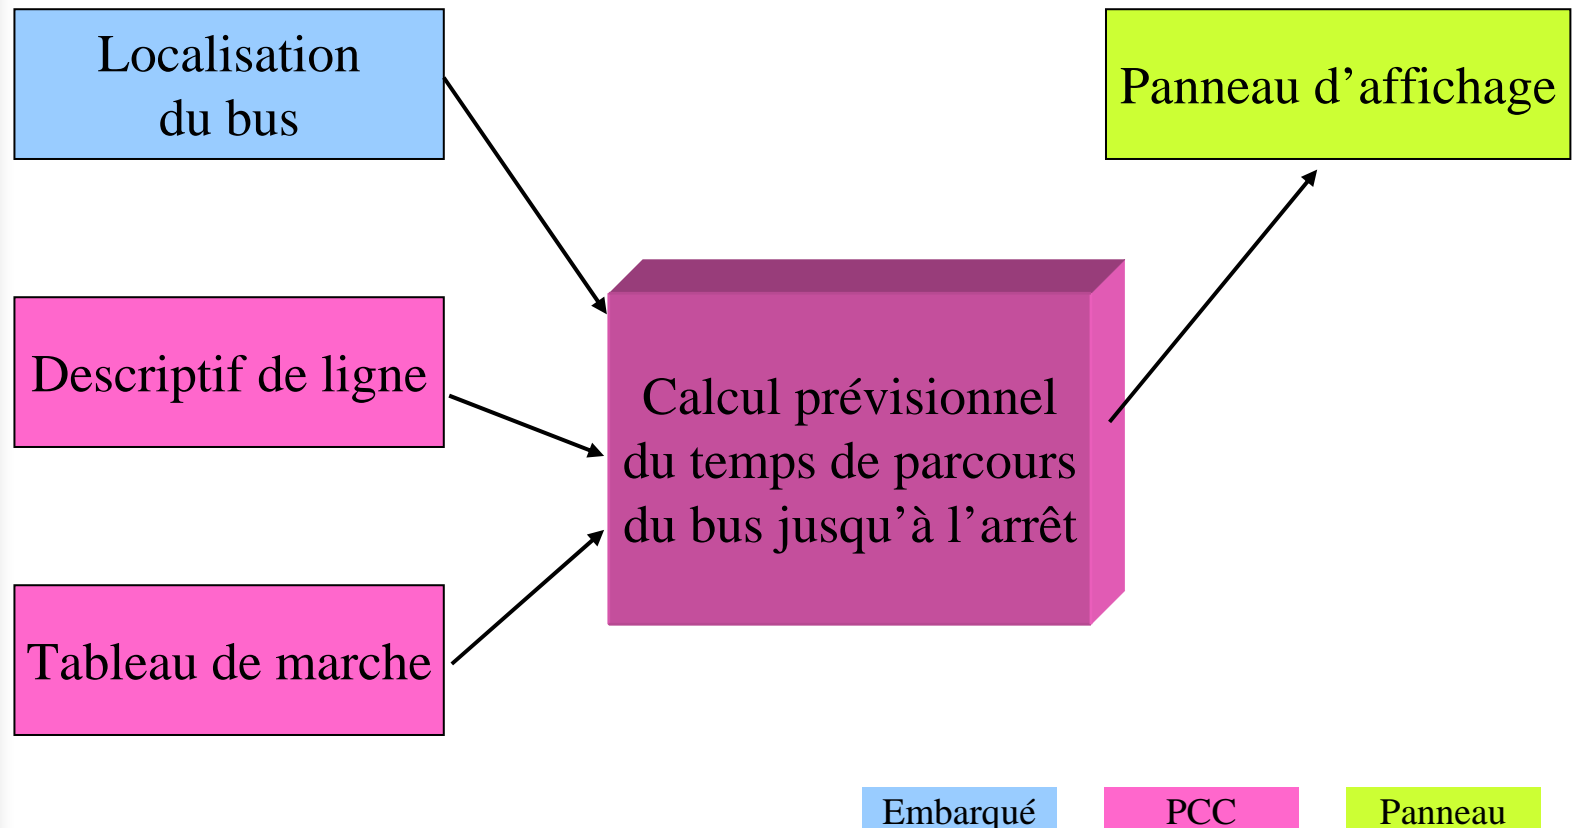 Localisation
du bus
Panneau d’affichage
Descriptif de ligne
Calcul prévisionnel
du temps de parcours
du bus jusqu’à l’arrêt
Tableau de marche
Embarqué
PCC
Panneau